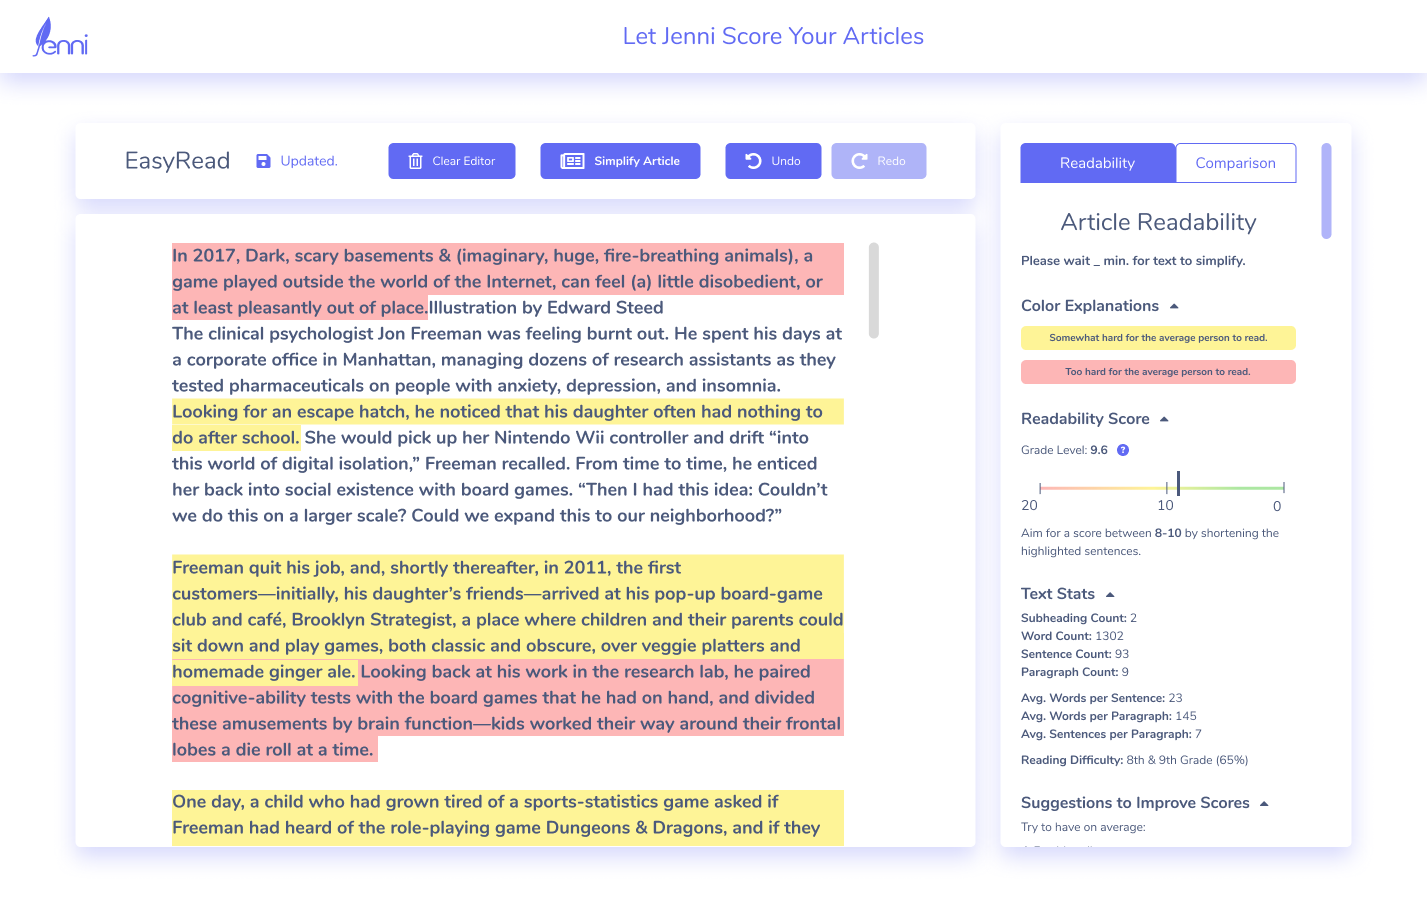 Jenni
Let Jenni Score Your Articles
EasyRead
Updated.
Clear Editor
Simplify Article
Undo
Redo
In 2017, Dark, scary basements & (imaginary, huge, fire-breathing animals), a
game played outside the world of the Internet, can feel (a) little disobedient, or
at least pleasantly out of place.Illustration by Edward Steed
The clinical psychologist Jon Freeman was feeling burnt out. He spent his days at
a corporate office in Manhattan, managing dozens of research assistants as they
tested pharmaceuticals on people with anxiety, depression, and insomnia.
Looking for an escape hatch, he noticed that his daughter often had nothing to
do after school. She would pick up her Nintendo Wii controller and drift “into
this world of digital isolation,” Freeman recalled. From time to time, he enticed
her back into social existence with board games. “Then I had this idea: Couldn’t
we do this on a larger scale? Could we expand this to our neighborhood?”
Freeman quit his job, and, shortly thereafter, in 2011, the first
customers—initially, his daughter’s friends—arrived at his pop-up board-game
club and café, Brooklyn Strategist, a place where children and their parents could
sit down and play games, both classic and obscure, over veggie platters and
homemade ginger ale. Looking back at his work in the research lab, he paired
cognitive-ability tests with the board games that he had on hand, and divided
these amusements by brain function—kids worked their way around their frontal
lobes a die roll at a time.
One day, a child who had grown tired of a sports-statistics game asked if
Freeman had heard of the role-playing game Dungeons & Dragons, and if they
Readability
Comparison
Article Readability
Please wait _ min. for text to simplify.
Color Explanations
Somewhat hard for the average person to read.
Too hard for the average person to read.
Readability Score
Grade Level: 9.6 ?
20 10 0
Aim for a score between 8-10 by shortening the
highlighted sentences.
Text Stats
Subheading Count: 2
Word Count: 1302
Sentence Count: 93
Paragraph Count: 9
Avg. Words per Sentence: 23
Avg. Words per Paragraph: 145
Avg. Sentences per Paragraph: 7
Reading Difficulty: 8th & 9th Grade (65%)
Suggestions to Improve Scores
Try to have on average: